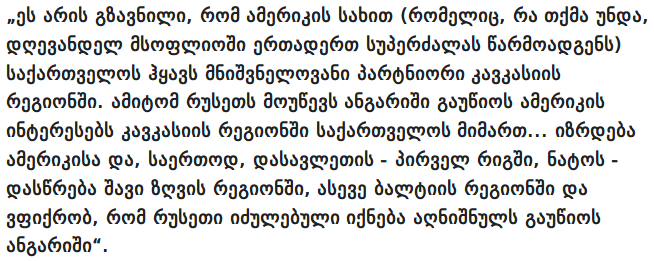 „ეს არის გზავნილი, რომ ამერიკის სახით (რომელიც, რა თქმა უნდა,
დღევანდელ მსოფლიოში ერთადერთ სუპერძალას წარმოადგენს)
საქართველოს ჰყავს მნიშვნელოვანი პარტნიორი კავკასიის
რეგიონში. ამიტომ რუსეთს მოუწევს ანგარიში გაუწიოს ამერიკის
ინტერესებს კავკასიის რეგიონში საქართველოს მიმართ... იზრდება
ამერიკისა და, საერთოდ, დასავლეთის - პირველ რიგში, ნატოს -
დასწრება შავი ზღვის რეგიონში, ასევე ბალტიის რეგიონში და
ვფიქრობ, რომ რუსეთი იძულებული იქნება აღნიშნულს გაუწიოს
ანგარიში“.